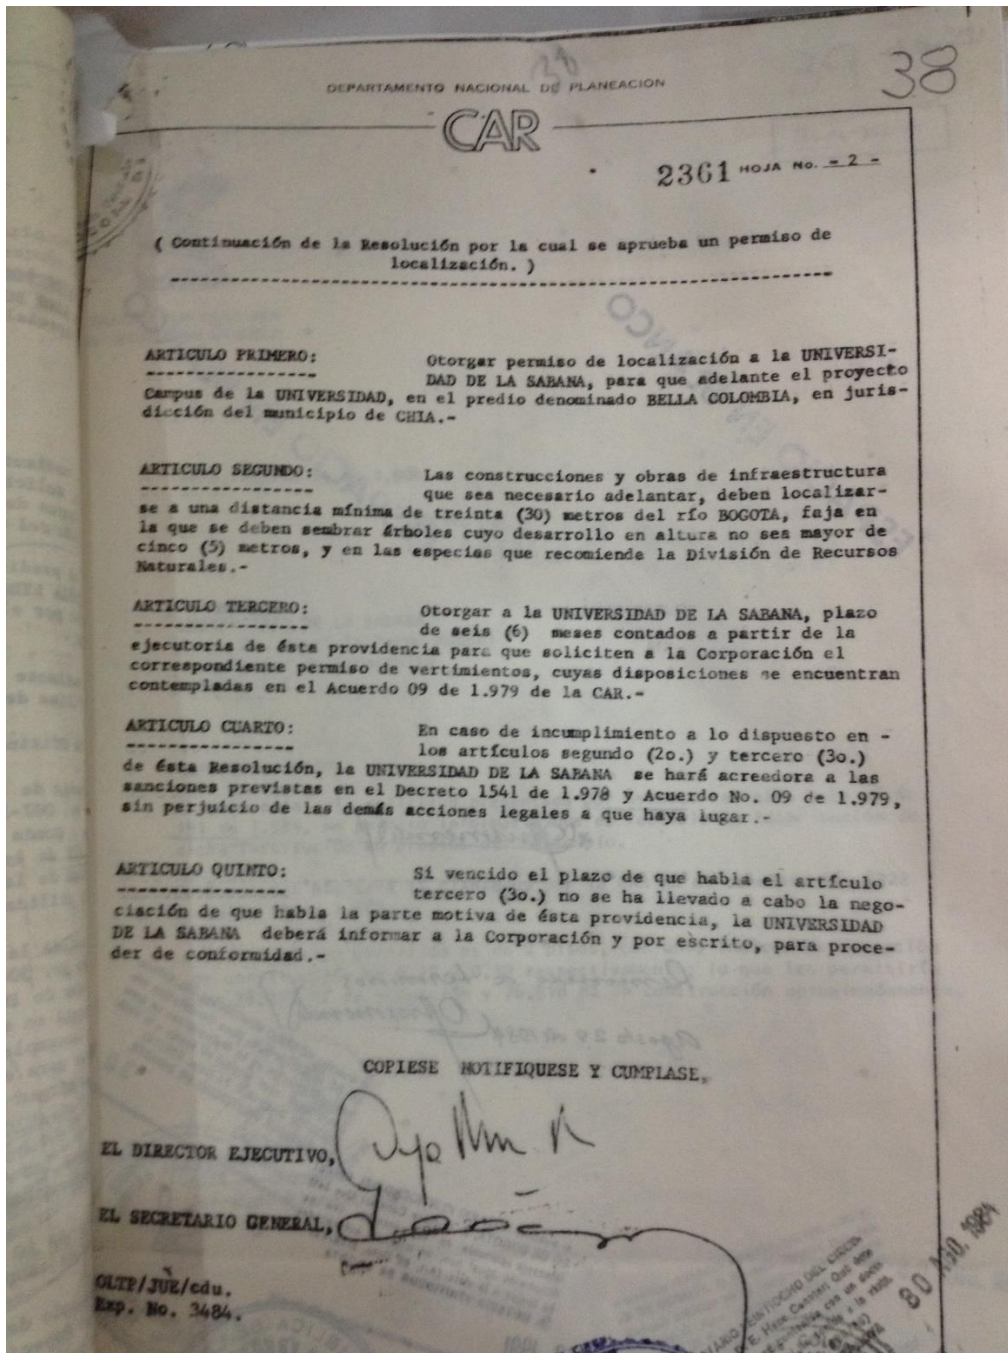 38
DEPARTAMENTO NACIONAL DE PLANEACION
CAR
2361 HOJA No. - 2 -
( Continuación de la Resolución por la cual se aprueba un permiso de
localización. )
ARTICULO PRIMERO: Otorgar permiso de localización a la UNIVERSI-
DAD DE LA SABANA, para que adelante el proyecto
Campus de la UNIVERSIDAD, en el predio denominado BELLA COLOMBIA, en juris-
dicción del municipio de CHIA.-
ARTICULO SEGUNDO: Las construcciones y obras de infraestructura
que sea necesario adelantar, deben localizar-
se a una distancia mínima de treinta (30) metros del río BOGOTA, faja en
la que se deben sembrar árboles cuyo desarrollo en altura no sea mayor de
cinco (5) metros, y en las especies que recomiende la División de Recursos
Naturales.-
ARTICULO TERCERO: Otorgar a la UNIVERSIDAD DE LA SABANA, plazo
de seis (6) meses contados a partir de la
ejecutoria de ésta providencia para que soliciten a la Corporación el
correspondiente permiso de vertimientos, cuyas disposiciones se encuentran
contempladas en el Acuerdo 09 de 1.979 de la CAR.-
ARTICULO CUARTO: En caso de incumplimiento a lo dispuesto en -
los artículos segundo (2o.) y tercero (3o.)
de ésta Resolución, la UNIVERSIDAD DE LA SABANA se hará acreedora a las
sanciones previstas en el Decreto 1541 de 1.978 y Acuerdo No. 09 de 1.979,
sin perjuicio de las demás acciones legales a que haya lugar.-
ARTICULO QUINTO: Si vencido el plazo de que habla el artículo
tercero (3o.) no se ha llevado a cabo la nego-
ciación de que habla la parte motiva de ésta providencia, la UNIVERSIDAD
DE LA SABANA deberá informar a la Corporación y por escrito, para proce-
der de conformidad.-
COPIESE NOTIFIQUESE Y CUMPLASE,
EL DIRECTOR EJECUTIVO,
EL SECRETARIO GENERAL,
OLTP/JUE/edu.
Exp. No. 3484.
AGO. 1984